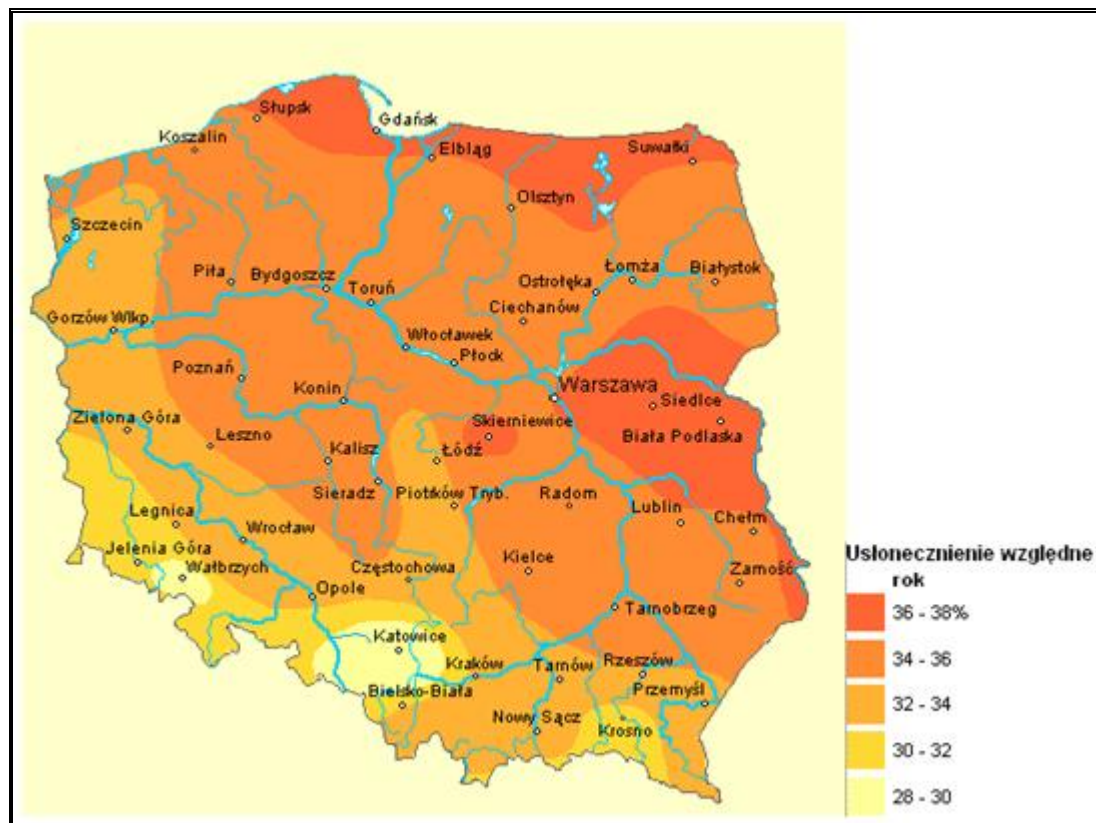 Słupsk
Gdańsk
Koszalin
Elbląg
Suwałki
Olsztyn
Szczecin
Piła
Bydgoszcz
Toruń
Ostrołęka
Łomża
Białystok
Ciechanów
Gorzów Wlkp.
Włocławek
Płock
Poznań
Konin
Warszawa
Siedlce
Zielona Góra
Leszno
Skierniewice
Biała Podlaska
Kalisz
Łódź
Sieradz
Piotrków Tryb.
Radom
Lublin
Chełm
Legnica
Wrocław
Jelenia Góra
Wałbrzych
Częstochowa
Kielce
Zamość
Opole
Tarnobrzeg
Katowice
Kraków
Tarnów
Rzeszów
Bielsko-Biała
Przemyśl
Nowy Sącz
Krosno
Usłonecznienie względne
rok
36 - 38%
34 - 36
32 - 34
30 - 32
28 - 30